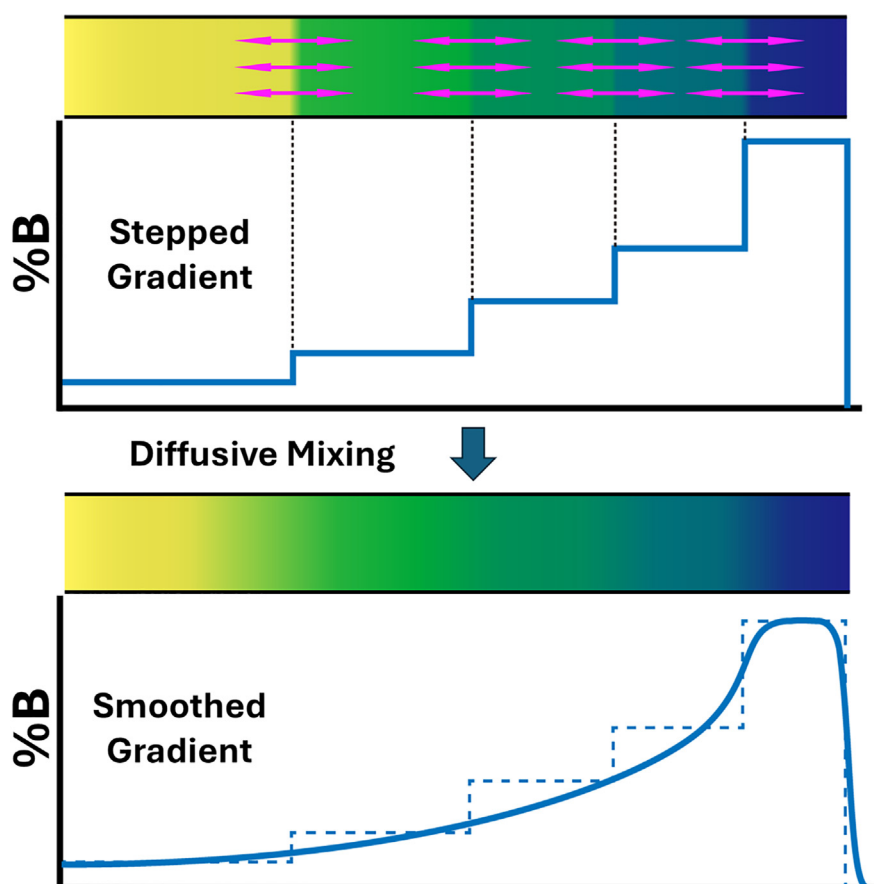 %B
Stepped
Gradient
Diffusive Mixing
%B
Smoothed
Gradient